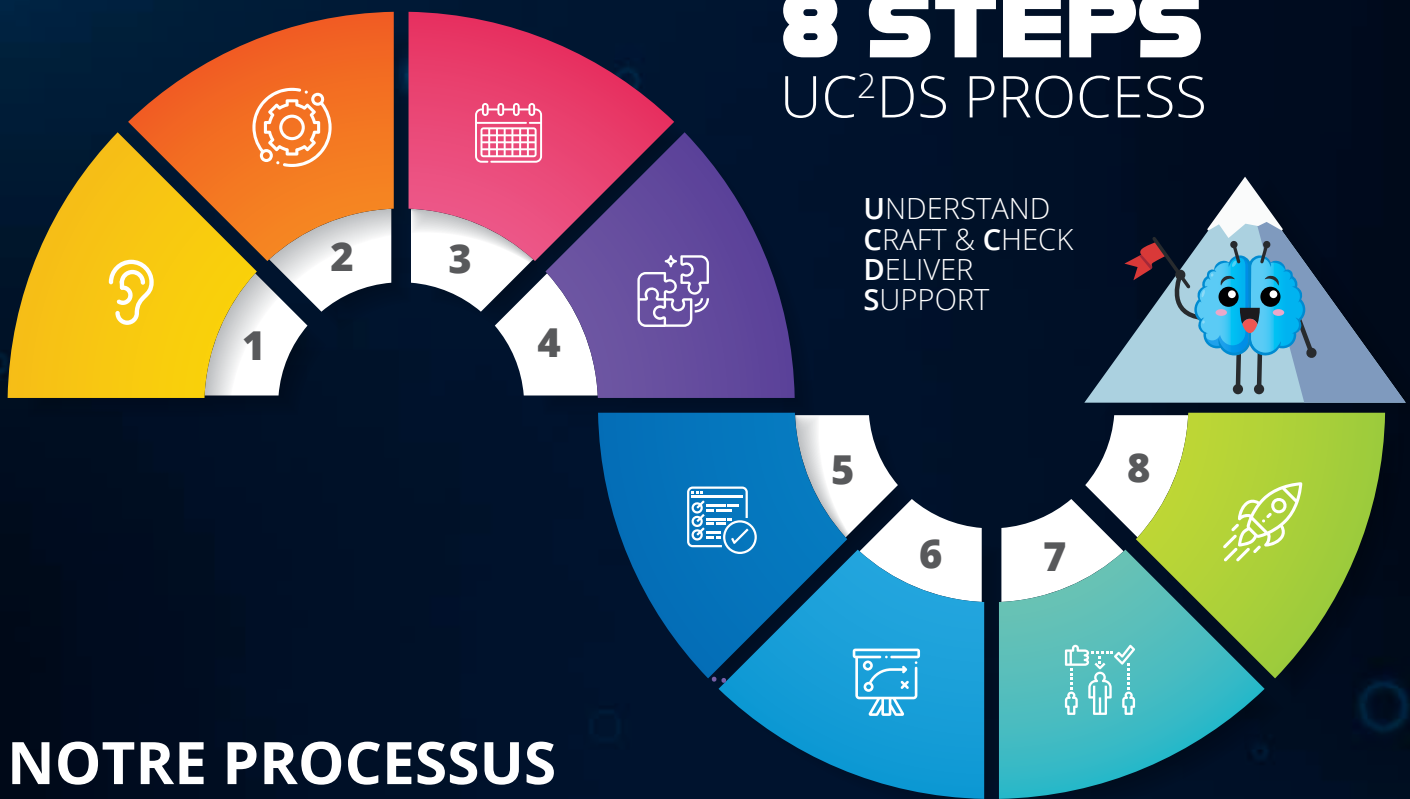 8 STEPS
UC²DS PROCESS
UNDERSTAND
CRAFT & CHECK
DELIVER
SUPPORT
1
2
3
4
5
6
7
8
NOTRE PROCESSUS